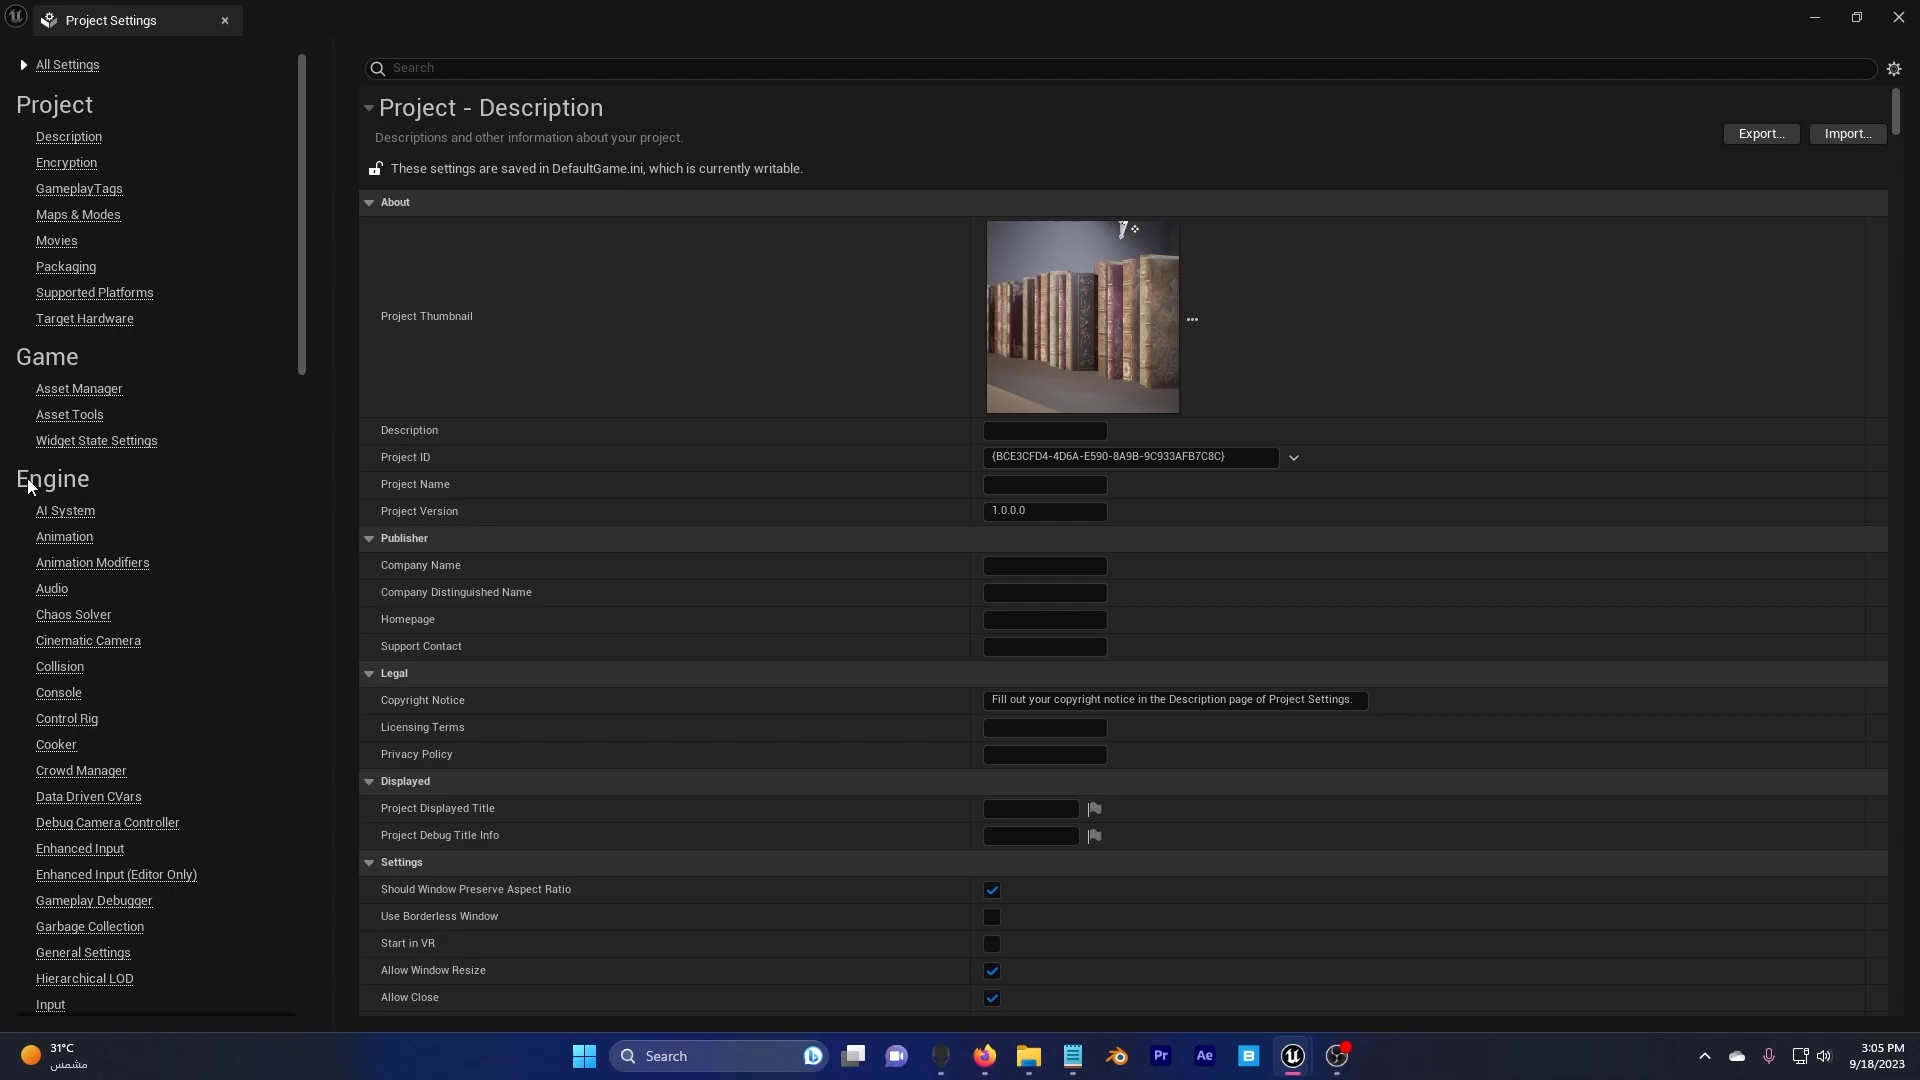 Project Settings
All Settings
Project
Description
Encryption
GameplayTags
Maps & Modes
Movies
Packaging
Supported Platforms
Target Hardware
Game
Asset Manager
Asset Tools
Widget State Settings
Engine
AI System
Animation
Animation Modifiers
Audio
Chaos Solver
Cinematic Camera
Collision
Console
Control Rig
Cooker
Crowd Manager
Data Driven CVars
Debug Camera Controller
Enhanced Input
Enhanced Input (Editor Only)
Gameplay Debugger
Garbage Collection
General Settings
Hierarchical LOD
Input
Search
Project - Description
Descriptions and other information about your project.
Export... Import...
These settings are saved in DefaultGame.ini, which is currently writable.
About
Project Thumbnail
Description
Project ID {BCE3CFD4-4D6A-E590-8A9B-9C933AFB7C8C}
Project Name
Project Version 1.0.0.0
Publisher
Company Name
Company Distinguished Name
Homepage
Support Contact
Legal
Copyright Notice Fill out your copyright notice in the Description page of Project Settings.
Licensing Terms
Privacy Policy
Displayed
Project Displayed Title
Project Debug Title Info
Settings
Should Window Preserve Aspect Ratio
Use Borderless Window
Start in VR
Allow Window Resize
Allow Close
31°C
مشمس
Search
Pr
Ae
B
3:05 PM
9/18/2023